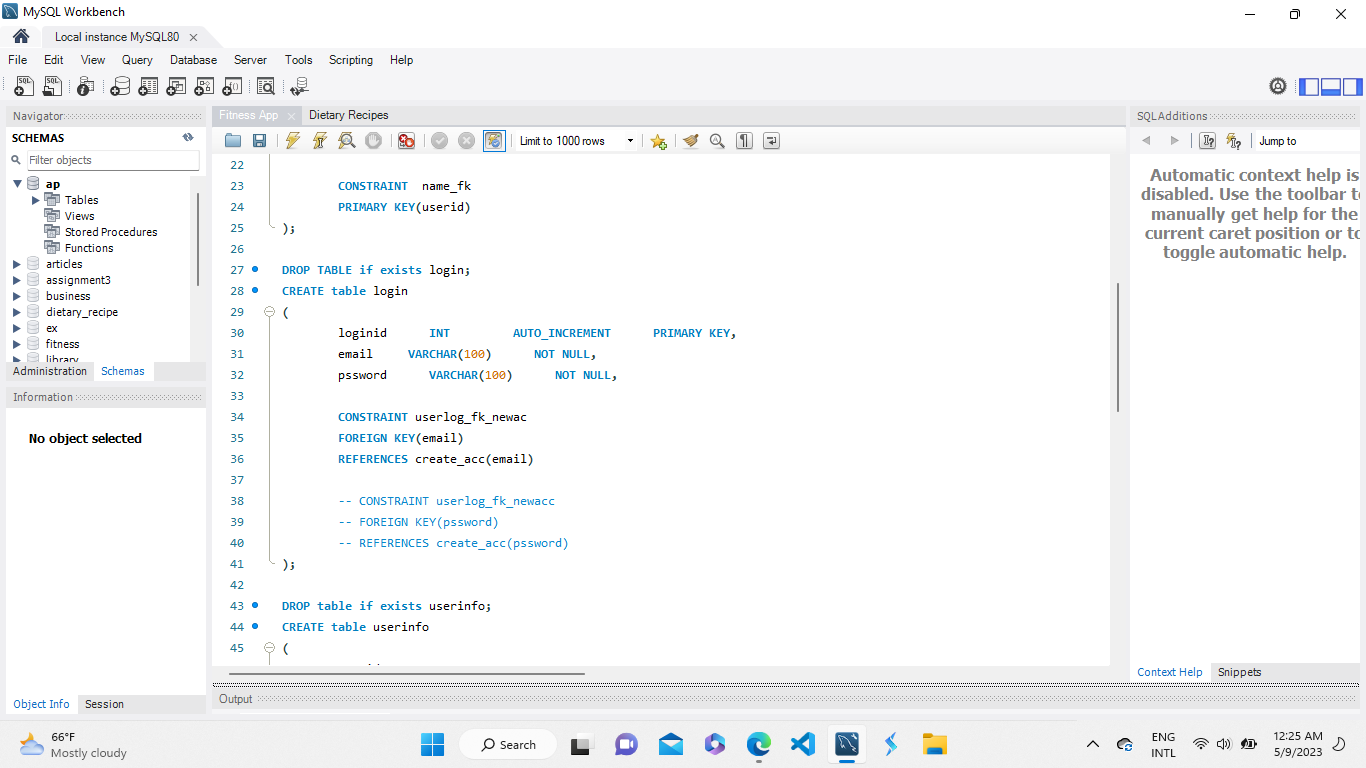 MySQL Workbench
Local instance MySQL80
File Edit View Query Database Server Tools Scripting Help
Navigator
SCHEMAS
Filter objects
ap
Tables
Views
Stored Procedures
Functions
articles
assignment3
business
dietary_recipe
ex
fitness
library
Administration Schemas
Information
No object selected
Object Info Session
Fitness App Dietary Recipes
Limit to 1000 rows
22
23 CONSTRAINT name_fk
24 PRIMARY KEY(userid)
25 );
26
27 DROP TABLE if exists login;
28 CREATE table login
29 (
30 loginid INT AUTO_INCREMENT PRIMARY KEY,
31 email VARCHAR(100) NOT NULL,
32 pssword VARCHAR(100) NOT NULL,
33
34 CONSTRAINT userlog_fk_newac
35 FOREIGN KEY(email)
36 REFERENCES create_acc(email)
37
38 -- CONSTRAINT userlog_fk_newacc
39 -- FOREIGN KEY(pssword)
40 -- REFERENCES create_acc(pssword)
41 );
42
43 DROP table if exists userinfo;
44 CREATE table userinfo
45 (
Output
SQLAdditions
Jump to
Automatic context help is
disabled. Use the toolbar to
manually get help for the
current caret position or to
toggle automatic help.
Context Help Snippets
66°F
Mostly cloudy
Search
ENG
INTL
12:25 AM
5/9/2023